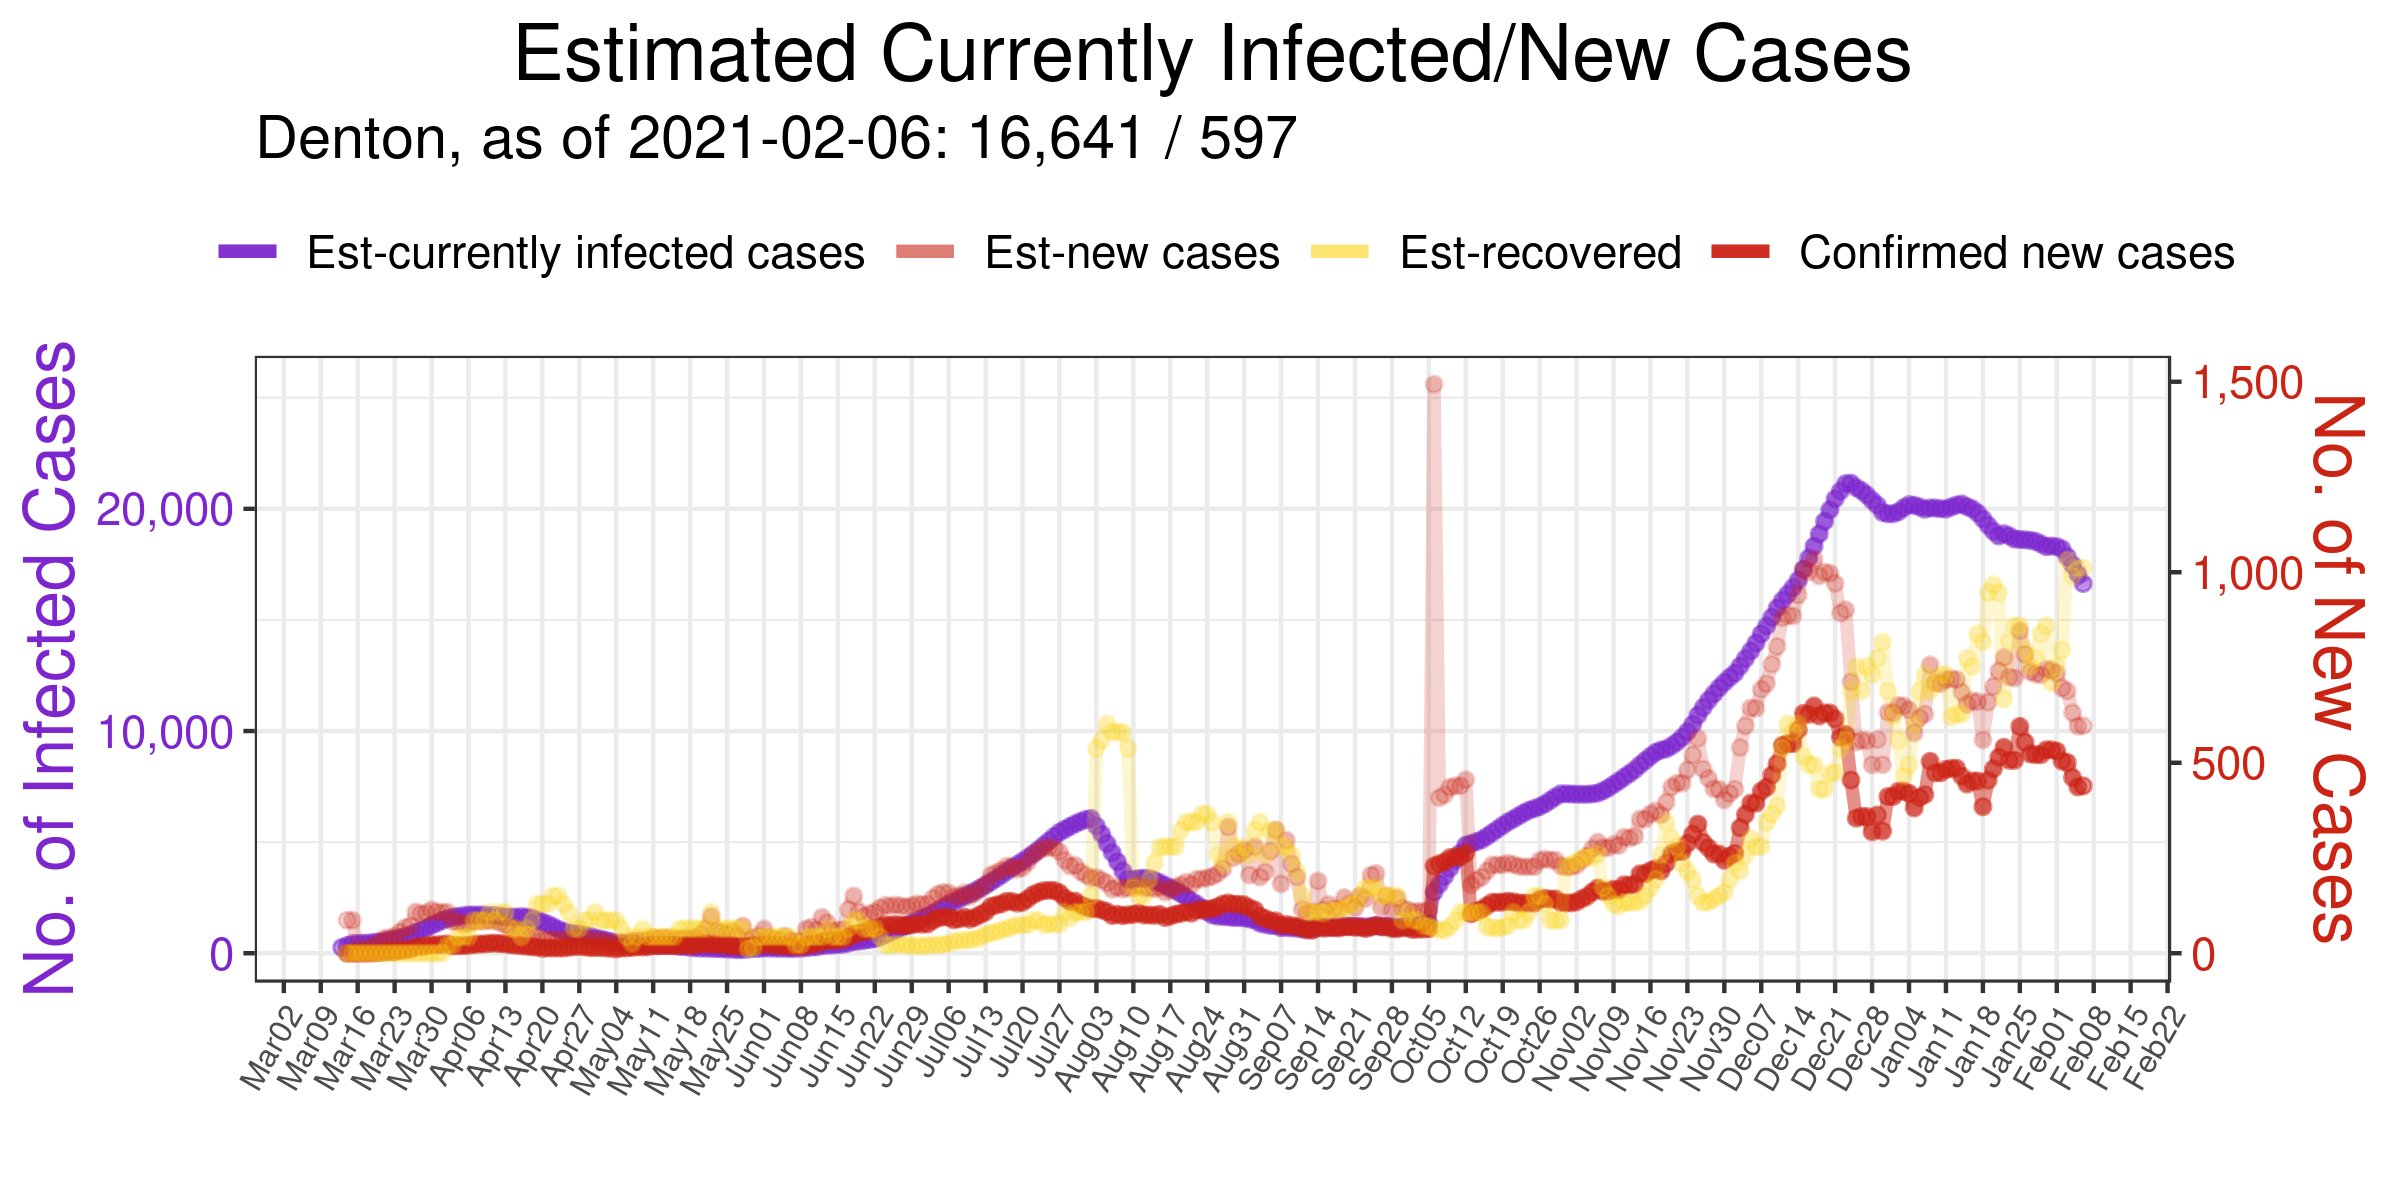 Estimated Currently Infected/New Cases
Denton, as of 2021-02-06: 16,641 / 597
Est-currently infected cases Est-new cases Est-recovered Confirmed new cases
No. of Infected Cases
20,000
10,000
0
1,500
1,000
500
0
No. of New Cases
Mar02 Mar09 Mar16 Mar23 Mar30 Apr06 Apr13 Apr20 Apr27 May04 May11 May18 May25 Jun01 Jun08 Jun15 Jun22 Jun29 Jul06 Jul13 Jul20 Jul27 Aug03 Aug10 Aug17 Aug24 Aug31 Sep07 Sep14 Sep21 Sep28 Oct05 Oct12 Oct19 Oct26 Nov02 Nov09 Nov16 Nov23 Nov30 Dec07 Dec14 Dec21 Dec28 Jan04 Jan11 Jan18 Jan25 Feb01 Feb08 Feb15 Feb22